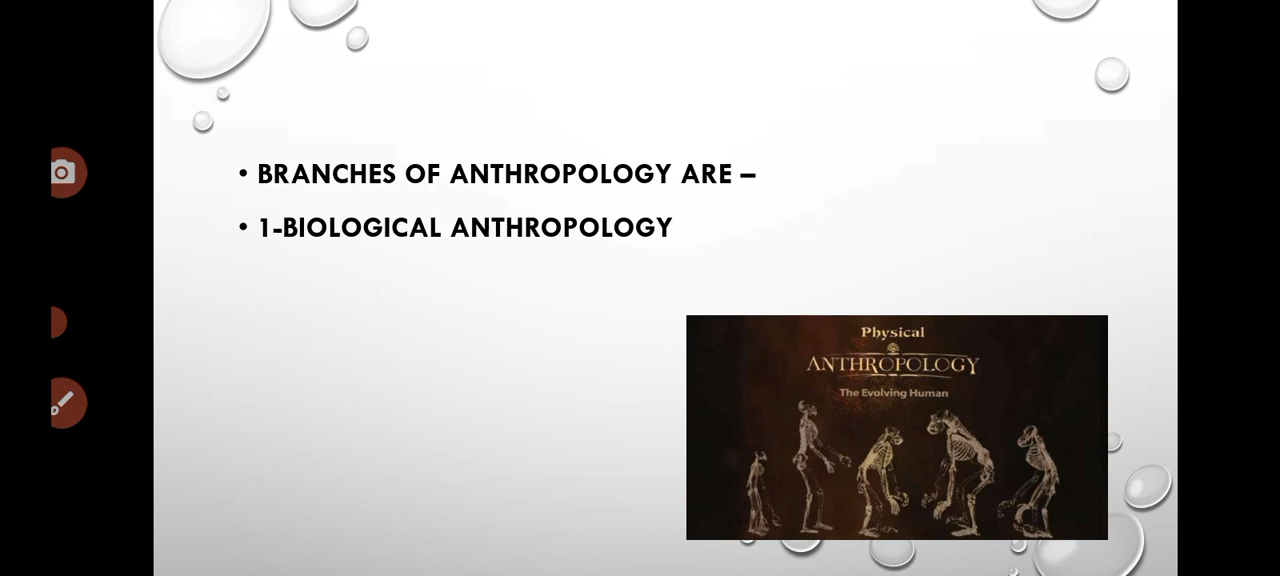 • BRANCHES OF ANTHROPOLOGY ARE –
• 1-BIOLOGICAL ANTHROPOLOGY
Physical
ANTHROPOLOGY
The Evolving Human